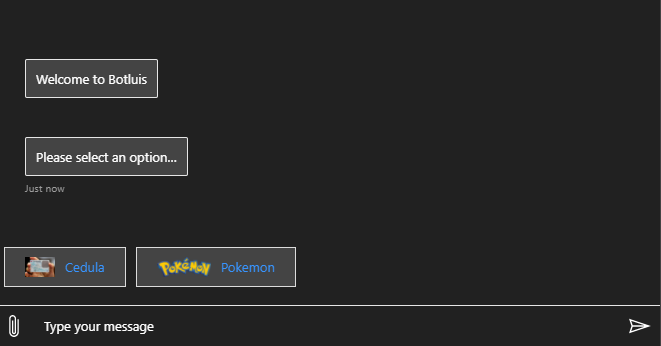 Welcome to Botluis
Please select an option...
Just now
Cedula
POKéMON Pokemon
Type your message